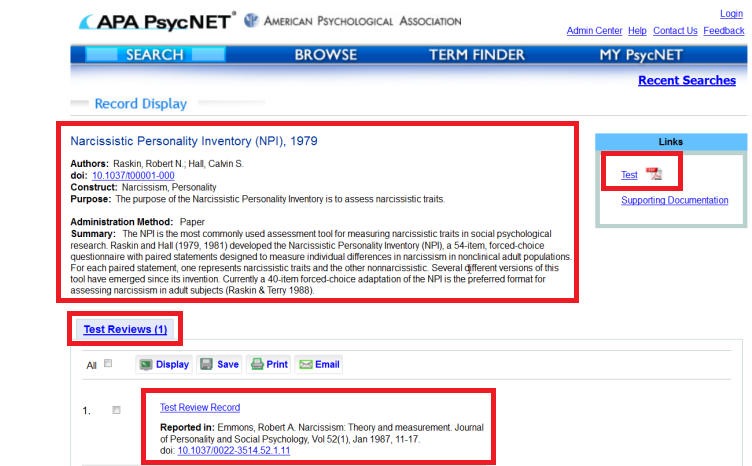 APA PsycNET® AMERICAN PSYCHOLOGICAL ASSOCIATION
Login
Admin Center Help Contact Us Feedback
SEARCH BROWSE TERM FINDER MY PsycNET
Recent Searches
Record Display
Narcissistic Personality Inventory (NPI), 1979
Authors: Raskin, Robert N.; Hall, Calvin S.
doi: 10.1037/t00001-000
Construct: Narcissism, Personality
Purpose: The purpose of the Narcissistic Personality Inventory is to assess narcissistic traits.
Administration Method: Paper
Summary: The NPI is the most commonly used assessment tool for measuring narcissistic traits in social psychological
research. Raskin and Hall (1979, 1981) developed the Narcissistic Personality Inventory (NPI), a 54-item, forced-choice
questionnaire with paired statements designed to measure individual differences in narcissism in nonclinical adult populations.
For each paired statement, one represents narcissistic traits and the other nonnarcissistic. Several different versions of this
tool have emerged since its invention. Currently a 40-item forced-choice adaptation of the NPI is the preferred format for
assessing narcissism in adult subjects (Raskin & Terry 1988).
Links
Test
Supporting Documentation
Test Reviews (1)
All Display Save Print Email
1. Test Review Record
Reported in: Emmons, Robert A. Narcissism: Theory and measurement. Journal
of Personality and Social Psychology, Vol 52(1), Jan 1987, 11-17.
doi: 10.1037/0022-3514.52.1.11